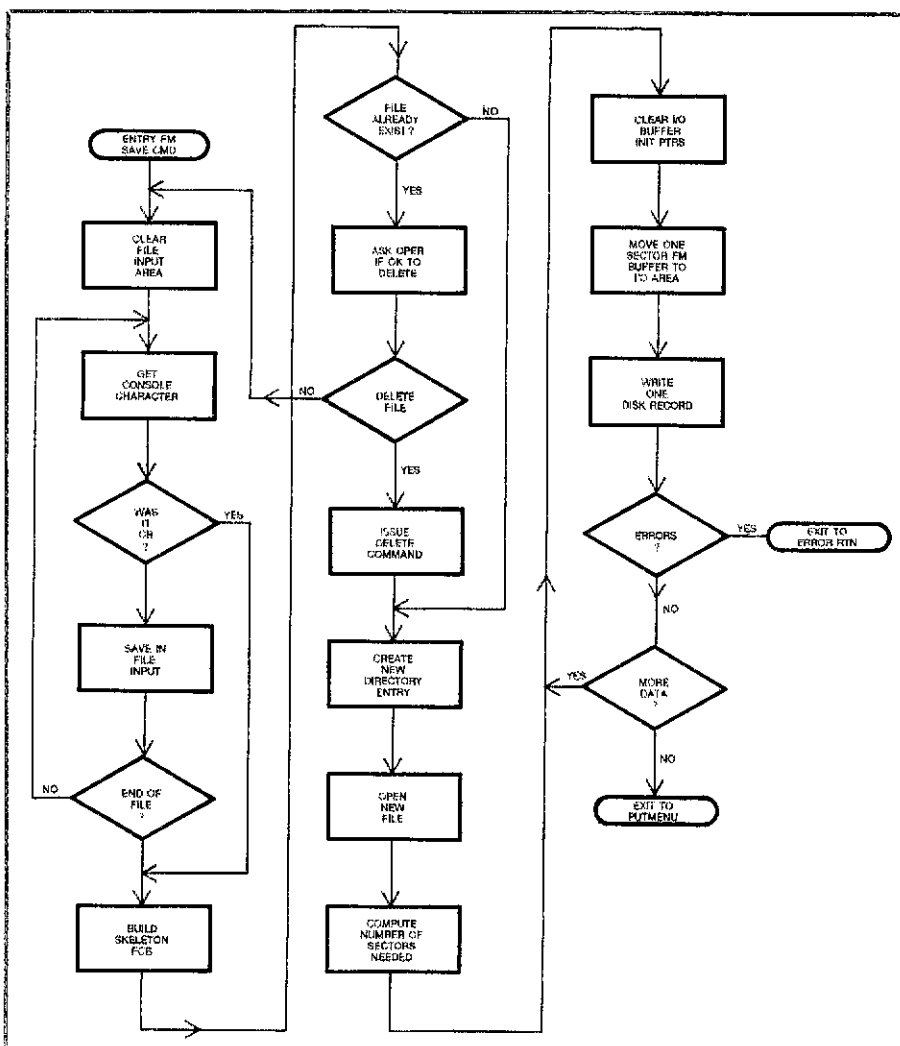 ENTRY FM
SAVE CMD
CLEAR
FILE
INPUT
AREA
GET
CONSOLE
CHARACTER
WAS
IT
CR
?
YES
SAVE IN
FILE
INPUT
END OF
FILE
?
NO
BUILD
SKELETON
FCB
FILE
ALREADY
EXIST ?
NO
YES
ASK OPER
IF OK TO
DELETE
DELETE
FILE
NO
YES
ISSUE
DELETE
COMMAND
CREATE
NEW
DIRECTORY
ENTRY
OPEN
NEW
FILE
COMPUTE
NUMBER OF
SECTORS
NEEDED
CLEAR I/O
BUFFER
INIT PTRS
MOVE ONE
SECTOR FM
BUFFER TO
I/O AREA
WRITE
ONE
DISK RECORD
ERRORS
?
YES
EXIT TO
ERROR RTN
NO
MORE
DATA
?
YES
NO
EXIT TO
PUTMENU